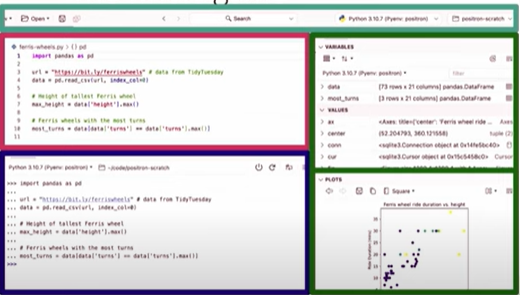 Open
Search
Python 3.10.7 (Pyenv: positron)
positron-scratch
ferris-wheels.py > {} pd
1 import pandas as pd
2
3 url = "https://bit.ly/ferriswheels" # data from TidyTuesday
4 data = pd.read_csv(url, index_col=0)
5
6 # Height of tallest Ferris wheel
7 max_height = data['height'].max()
8
9 # Ferris wheels with the most turns
10 most_turns = data[data['turns'] == data['turns'].max()]
11
VARIABLES
Python 3.10.7 (Pyenv: positron)
filter
data [73 rows x 21 columns] pandas.DataFrame
most_turns [3 rows x 21 columns] pandas.DataFrame
VALUES
ax <Axes: title={'center': 'Ferris wheel ride ...
center (52.204793, 360.121558) tuple (2)
conn <sqlite3.Connection object at
cur <sqlite3.Cursor object at
PLOTS
Square
Ferris wheel ride duration vs. height
Ride Duration (mins)
Python 3.10.7 (Pyenv: positron)
~/code/positron-scratch
>>> import pandas as pd
...
... url = "https://bit.ly/ferriswheels" # data from TidyTuesday
... data = pd.read_csv(url, index_col=0)
...
... # Height of tallest Ferris wheel
... max_height = data['height'].max()
...
... # Ferris wheels with the most turns
... most_turns = data[data['turns'] == data['turns'].max()]
>>>